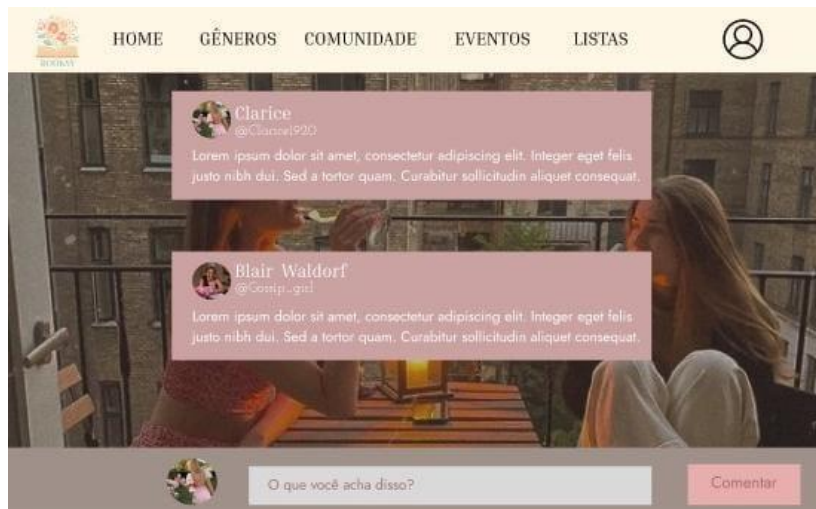 BOOKAY
HOME
GÊNEROS
COMUNIDADE
EVENTOS
LISTAS
Clarice
@Clarice1920
Lorem ipsum dolor sit amet, consectetur adipiscing elit. Integer eget felis
justo nibh dui. Sed a tortor quam. Curabitur sollicitudin aliquet consequat.
Blair Waldorf
@Gossip_girl
Lorem ipsum dolor sit amet, consectetur adipiscing elit. Integer eget felis
justo nibh dui. Sed a tortor quam. Curabitur sollicitudin aliquet consequat.
O que você acha disso?
Comentar